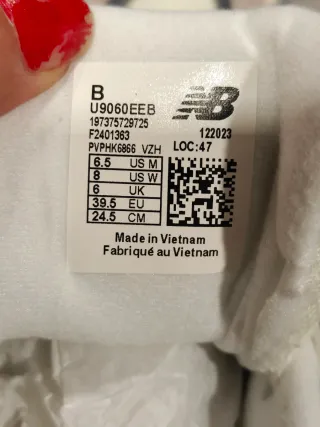 B
U9060EEB
NB
197375729725
F2401363 122023
PVPHK6866 VZH LOC:47
6.5 US M
8 US W
6 UK
39.5 EU
24.5 CM
Made in Vietnam
Fabriqué au Vietnam